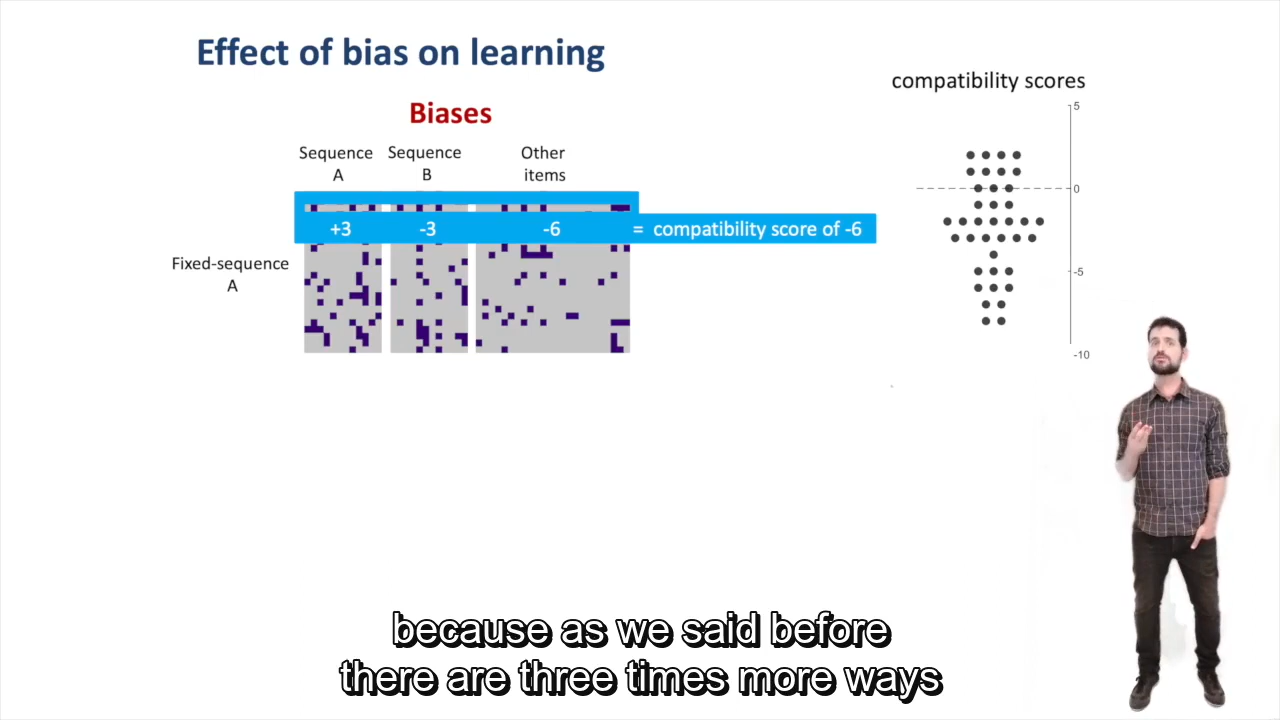 Effect of bias on learning
compatibility scores
Biases
5
Sequence A
Sequence B
Other items
0
+3 -3 -6 = compatibility score of -6
Fixed-sequence
A
-5
-10
because as we said before
there are three times more ways